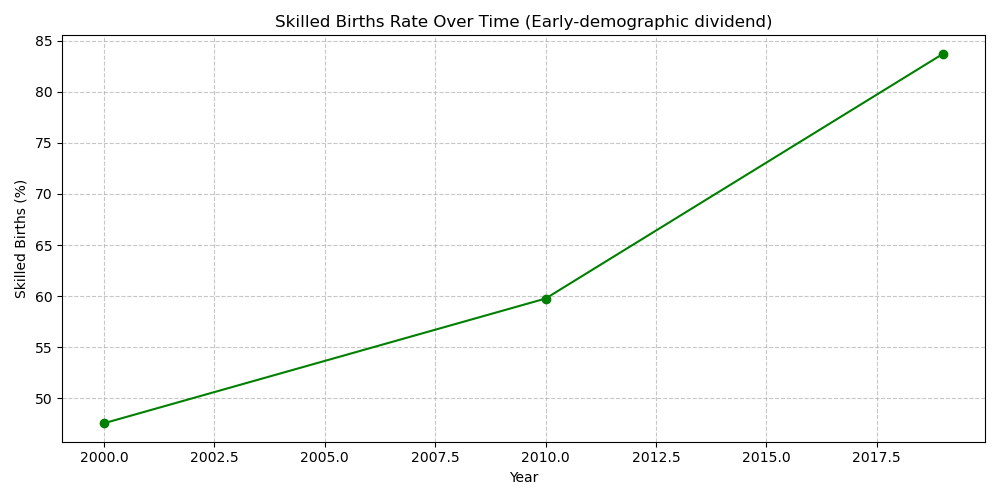 Skilled Births Rate Over Time (Early-demographic dividend)
Skilled Births (%)
85
80
75
70
65
60
55
50
2000.0 2002.5 2005.0 2007.5 2010.0 2012.5 2015.0 2017.5
Year